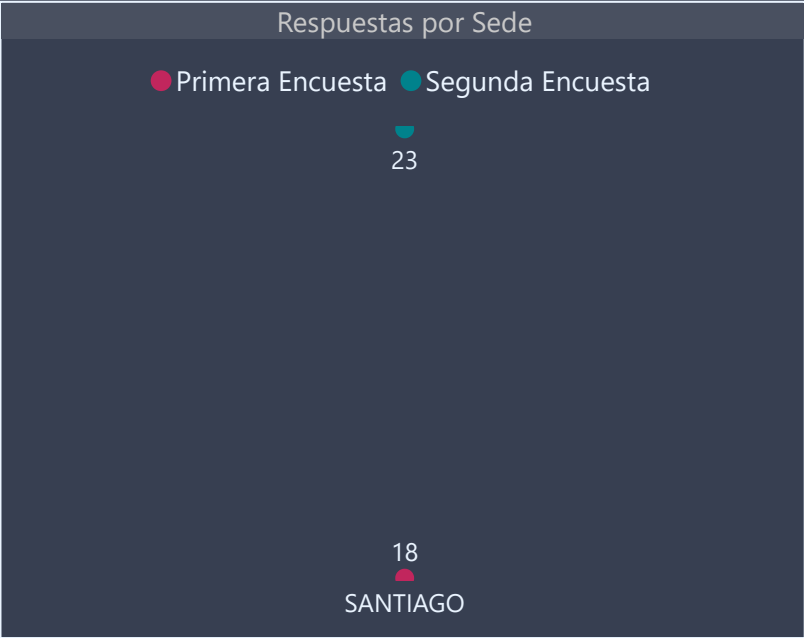 Respuestas por Sede
Primera Encuesta Segunda Encuesta
23
18
SANTIAGO